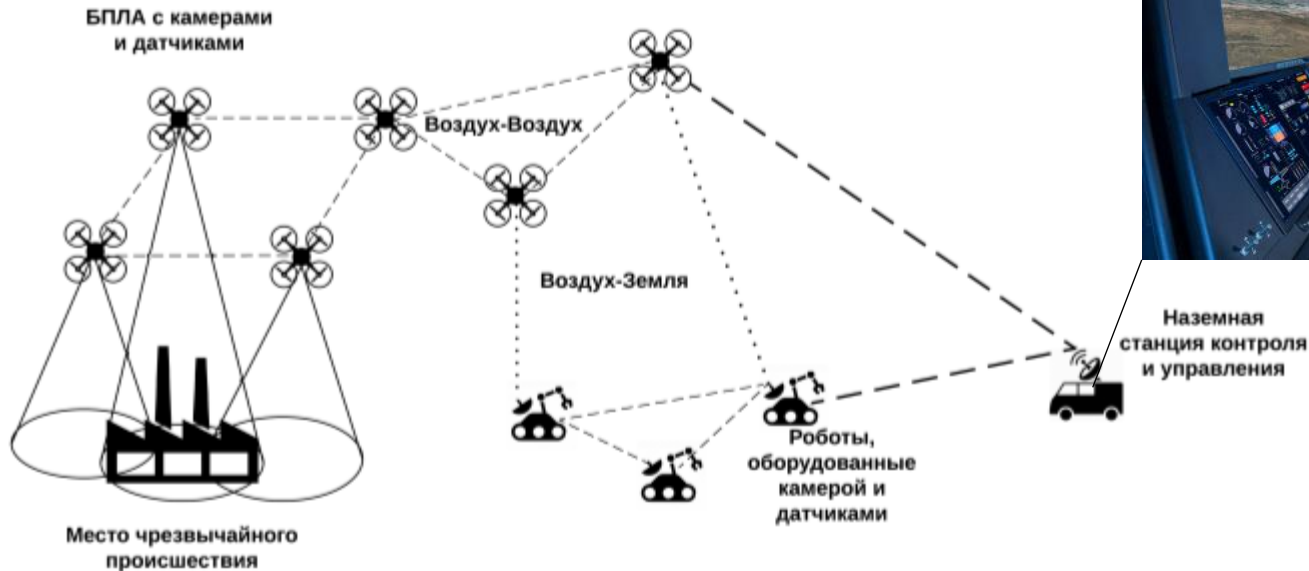 БПЛА с камерами
и датчиками
Воздух-Воздух
Воздух-Земля
Наземная
станция контроля
и управления
Роботы,
оборудованные
камерой и
датчиками
Место чрезвычайного
происшествия